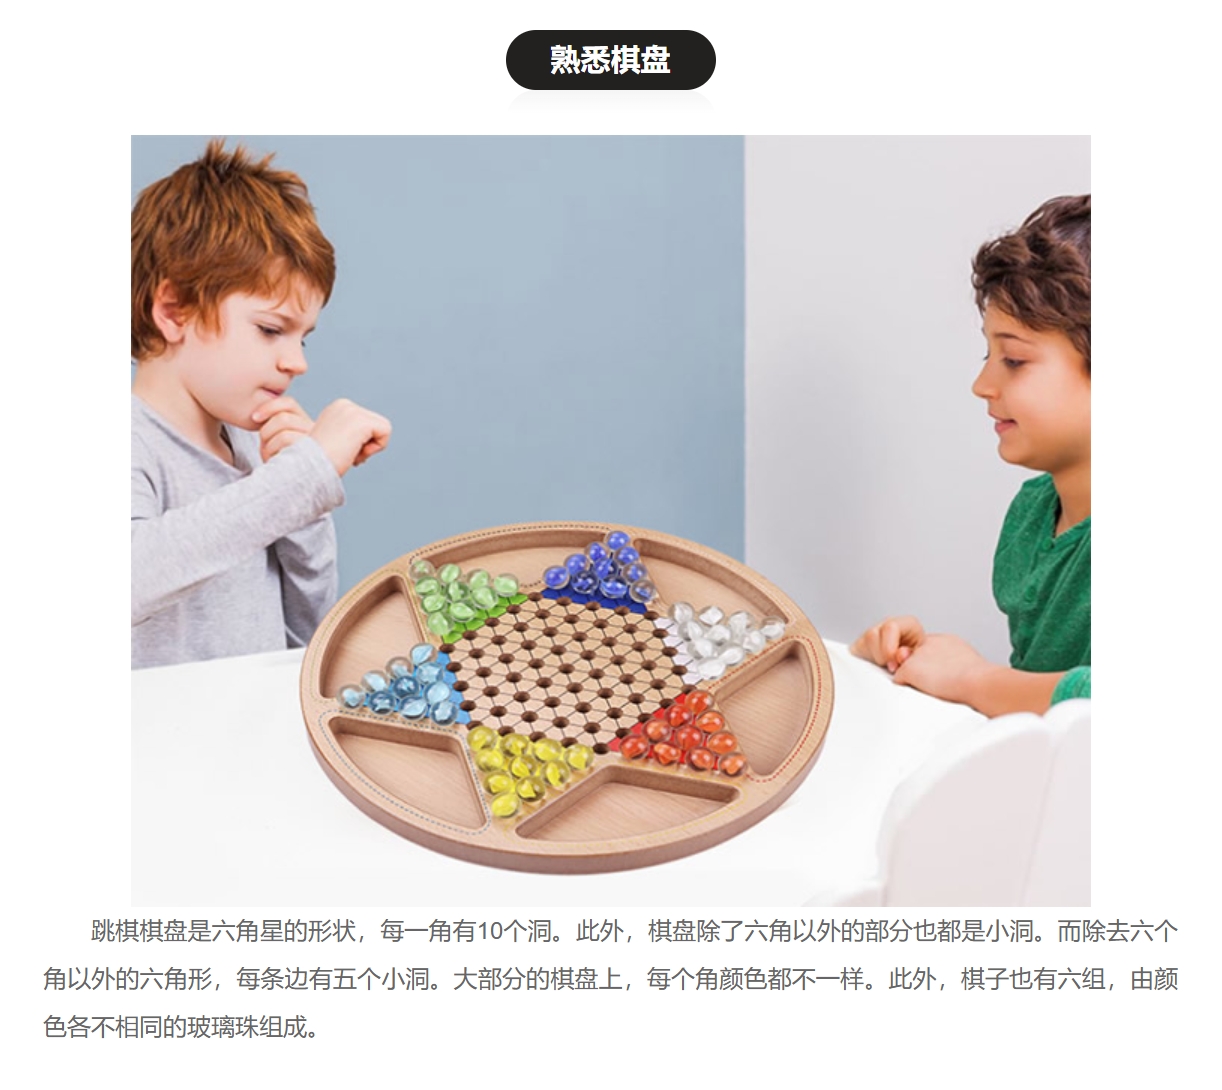 熟悉棋盘
跳棋棋盘是六角星的形状，每一角有10个洞。此外，棋盘除了六角以外的部分也都是小洞。而除去六个
角以外的六角形，每条边有五个小洞。大部分的棋盘上，每个角颜色都不一样。此外，棋子也有六组，由颜
色各不相同的玻璃珠组成。